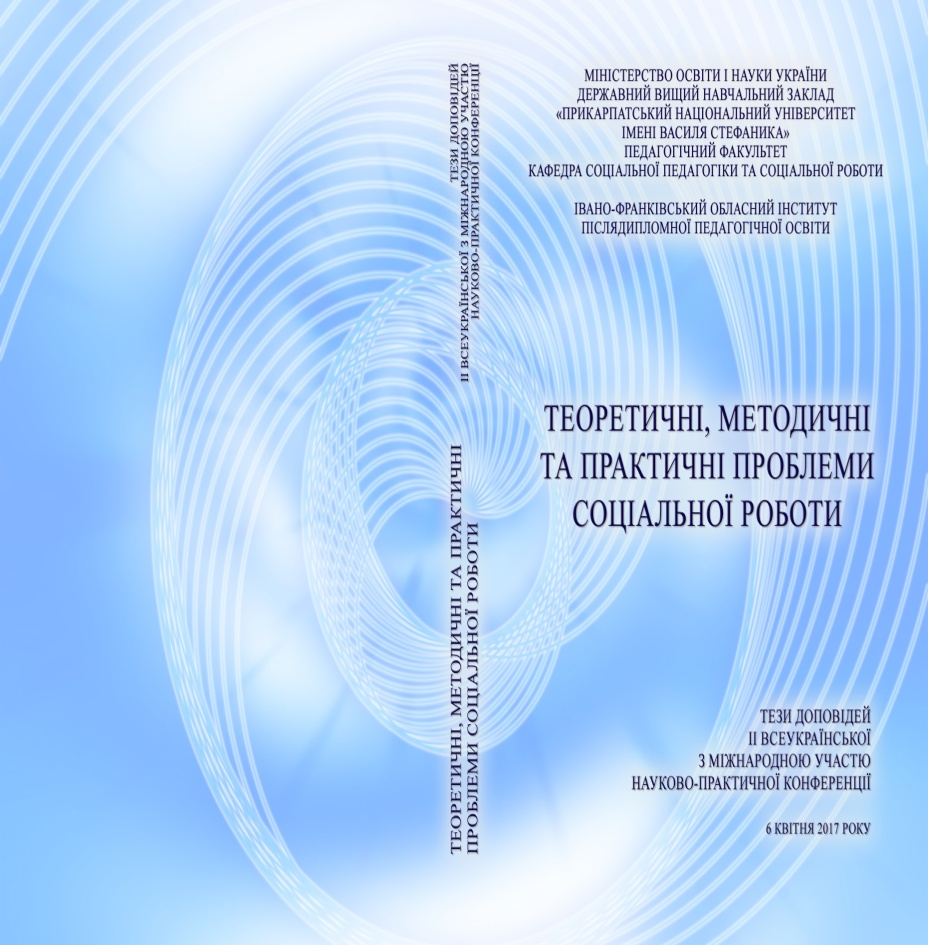 ТЕЗИ ДОПОВІДЕЙ
ІІ ВСЕУКРАЇНСЬКОЇ З МІЖНАРОДНОЮ УЧАСТЮ
НАУКОВО-ПРАКТИЧНОЇ КОНФЕРЕНЦІЇ
ТЕОРЕТИЧНІ, МЕТОДИЧНІ ТА ПРАКТИЧНІ
ПРОБЛЕМИ СОЦІАЛЬНОЇ РОБОТИ
МІНІСТЕРСТВО ОСВІТИ І НАУКИ УКРАЇНИ
ДЕРЖАВНИЙ ВИЩИЙ НАВЧАЛЬНИЙ ЗАКЛАД
«ПРИКАРПАТСЬКИЙ НАЦІОНАЛЬНИЙ УНІВЕРСИТЕТ
ІМЕНІ ВАСИЛЯ СТЕФАНИКА»
ПЕДАГОГІЧНИЙ ФАКУЛЬТЕТ
КАФЕДРА СОЦІАЛЬНОЇ ПЕДАГОГІКИ ТА СОЦІАЛЬНОЇ РОБОТИ
ІВАНО-ФРАНКІВСЬКИЙ ОБЛАСНИЙ ІНСТИТУТ
ПІСЛЯДИПЛОМНОЇ ПЕДАГОГІЧНОЇ ОСВІТИ
ТЕОРЕТИЧНІ, МЕТОДИЧНІ
ТА ПРАКТИЧНІ ПРОБЛЕМИ
СОЦІАЛЬНОЇ РОБОТИ
ТЕЗИ ДОПОВІДЕЙ
ІІ ВСЕУКРАЇНСЬКОЇ
З МІЖНАРОДНОЮ УЧАСТЮ
НАУКОВО-ПРАКТИЧНОЇ КОНФЕРЕНЦІЇ
6 КВІТНЯ 2017 РОКУ